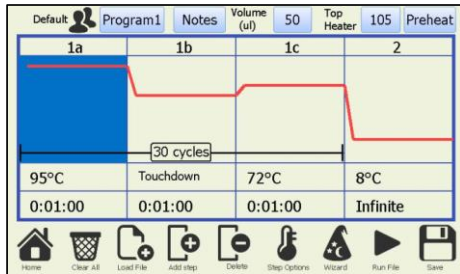 Default Program1 Notes Volume (ul) 50 Top Heater 105 Preheat
1a 1b 1c 2
30 cycles
95°C Touchdown 72°C 8°C
0:01:00 0:01:00 0:01:00 Infinite
Home Clear All Load File Add step Delete Step Options Wizard Run File Save